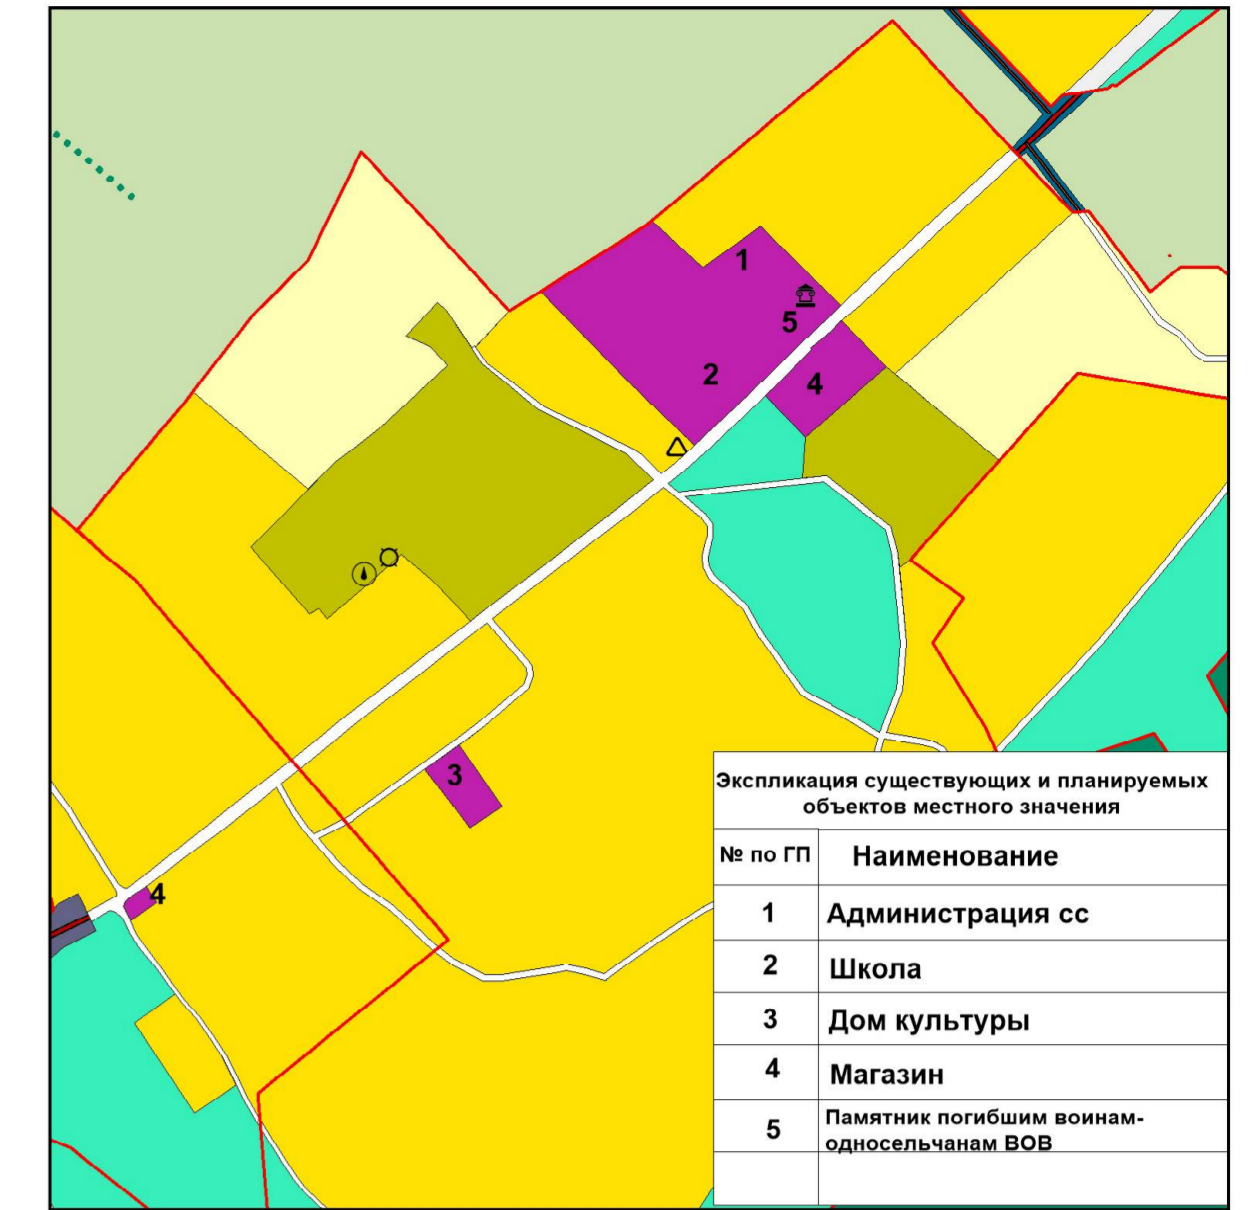 1
5
2
4
3
4
Экспликация существующих и планируемых
объектов местного значения
№ по ГП Наименование
1 Администрация сс
2 Школа
3 Дом культуры
4 Магазин
5 Памятник погибшим воинам-
односельчанам ВОВ